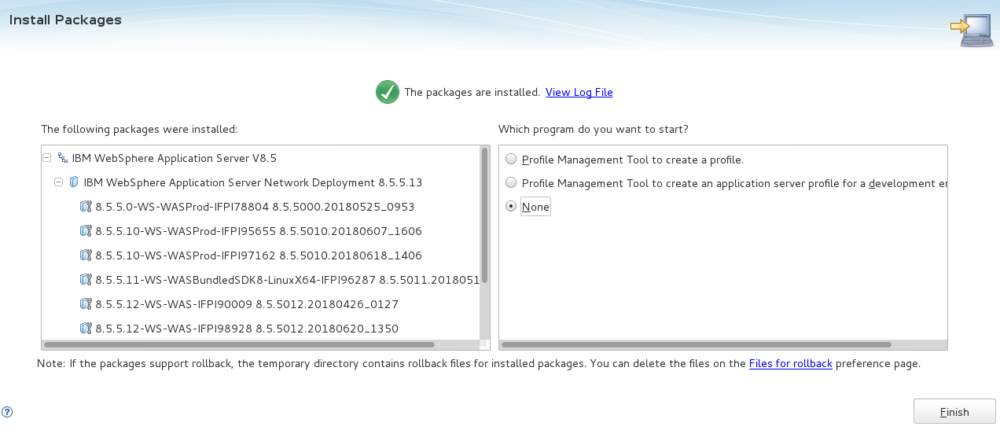 Install Packages
The packages are installed. View Log File
The following packages were installed:
IBM WebSphere Application Server V8.5
IBM WebSphere Application Server Network Deployment 8.5.5.13
8.5.5.0-WS-WASProd-IFPI78804 8.5.5000.20180525_0953
8.5.5.10-WS-WASProd-IFPI95655 8.5.5010.20180607_1606
8.5.5.10-WS-WASProd-IFPI97162 8.5.5010.20180618_1406
8.5.5.11-WS-WASBundledSDK8-LinuxX64-IFPI96287 8.5.5011.2018051
8.5.5.12-WS-WAS-IFPI90009 8.5.5012.20180426_0127
8.5.5.12-WS-WAS-IFPI98928 8.5.5012.20180620_1350
Which program do you want to start?
Profile Management Tool to create a profile.
Profile Management Tool to create an application server profile for a development en
None
Note: If the packages support rollback, the temporary directory contains rollback files for installed packages. You can delete the files on the Files for rollback preference page.
?
Finish